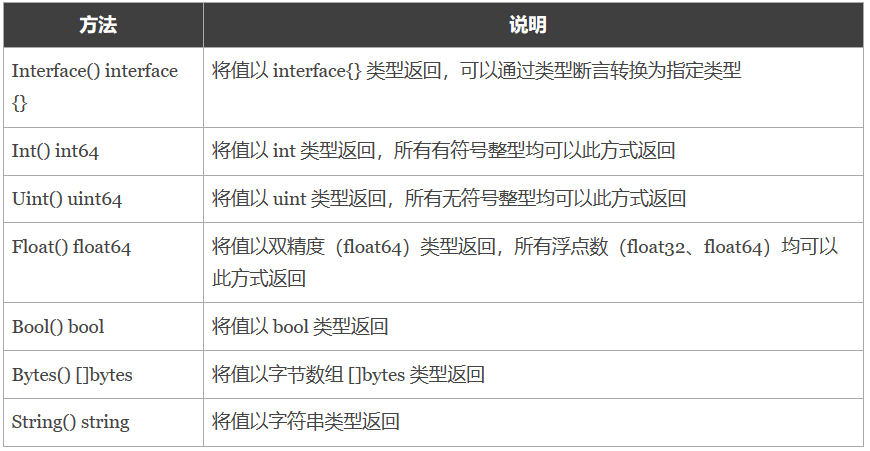 方法 说明
Interface() interface 将值以 interface{} 类型返回，可以通过类型断言转换为指定类型
{}
Int() int64 将值以 int 类型返回，所有有符号整型均可以此方式返回
Uint() uint64 将值以 uint 类型返回，所有无符号整型均可以此方式返回
Float() float64 将值以双精度（float64）类型返回，所有浮点数（float32、float64）均可以
此方式返回
Bool() bool 将值以 bool 类型返回
Bytes() []bytes 将值以字节数组 []bytes 类型返回
String() string 将值以字符串类型返回